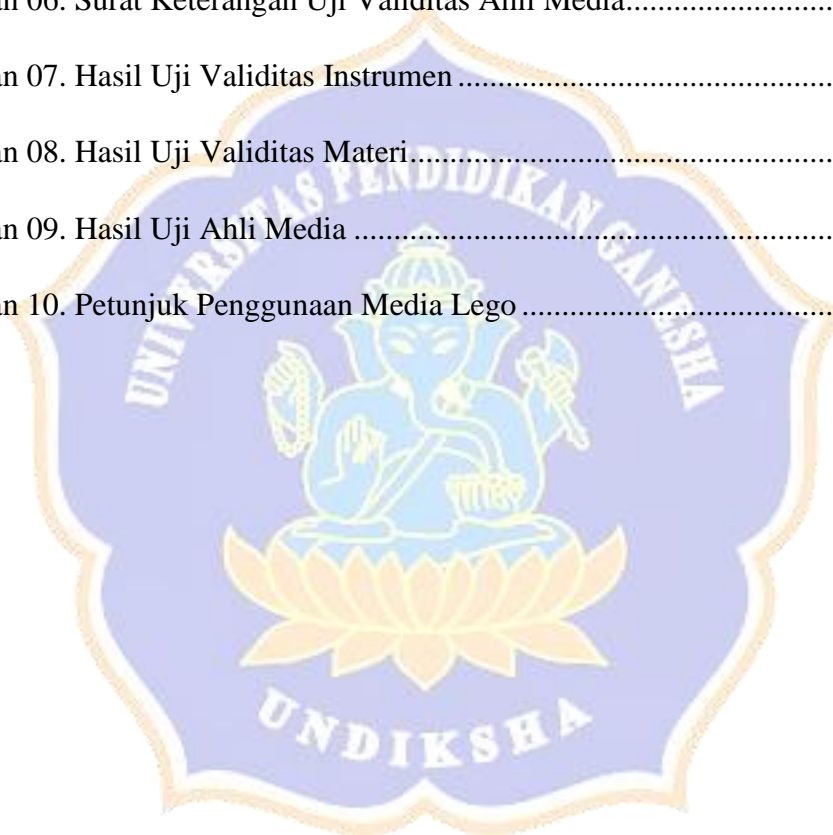 an 06. Surat Keterangan Uji Validitas Ahli Media.............................
an 07. Hasil Uji Validitas Instrumen.................................................
an 08. Hasil Uji Validitas Materi.......................................................
an 09. Hasil Uji Ahli Media ..............................................................
an 10. Petunjuk Penggunaan Media Lego ........................................
UNIVERSITAS PENDIDIKAN GANESHA
UNDIKSHA